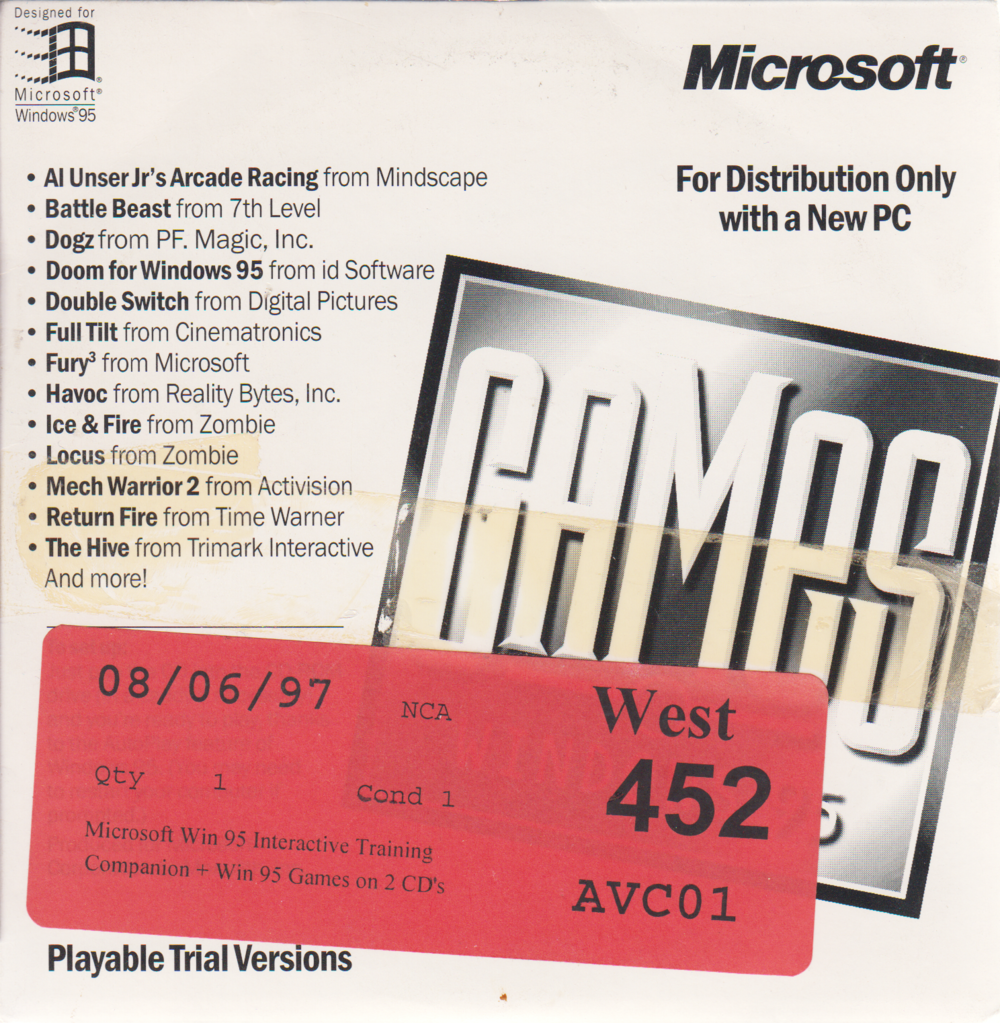 Designed for
Microsoft®
Windows®95
Microsoft®
• Al Unser Jr's Arcade Racing from Mindscape
• Battle Beast from 7th Level
• Dogz from PF. Magic, Inc.
• Doom for Windows 95 from id Software
• Double Switch from Digital Pictures
• Full Tilt from Cinematronics
• Fury³ from Microsoft
• Havoc from Reality Bytes, Inc.
• Ice & Fire from Zombie
• Locus from Zombie
• Mech Warrior 2 from Activision
• Return Fire from Time Warner
• The Hive from Trimark Interactive
And more!
For Distribution Only
with a New PC
GAMES
08/06/97
NCA
West
Qty 1
Cond 1
452
Microsoft Win 95 Interactive Training
Companion + Win 95 Games on 2 CD's
AVC01
Playable Trial Versions